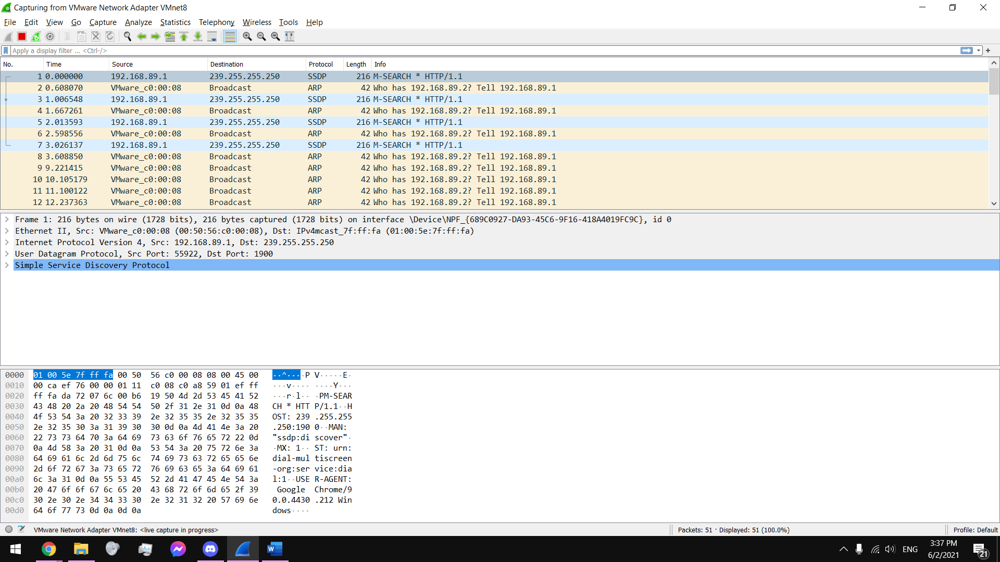 Capturing from VMware Network Adapter VMnet8
File Edit View Go Capture Analyze Statistics Telephony Wireless Tools Help
Apply a display filter ... <Ctrl-/>
No. Time Source Destination Protocol Length Info
1 0.000000 192.168.89.1 239.255.255.250 SSDP 216 M-SEARCH * HTTP/1.1
2 0.608070 VMware_c0:00:08 Broadcast ARP 42 Who has 192.168.89.2? Tell 192.168.89.1
3 1.006548 192.168.89.1 239.255.255.250 SSDP 216 M-SEARCH * HTTP/1.1
4 1.667261 VMware_c0:00:08 Broadcast ARP 42 Who has 192.168.89.2? Tell 192.168.89.1
5 2.013593 192.168.89.1 239.255.255.250 SSDP 216 M-SEARCH * HTTP/1.1
6 2.598556 VMware_c0:00:08 Broadcast ARP 42 Who has 192.168.89.2? Tell 192.168.89.1
7 3.026137 192.168.89.1 239.255.255.250 SSDP 216 M-SEARCH * HTTP/1.1
8 3.608850 VMware_c0:00:08 Broadcast ARP 42 Who has 192.168.89.2? Tell 192.168.89.1
9 9.221415 VMware_c0:00:08 Broadcast ARP 42 Who has 192.168.89.2? Tell 192.168.89.1
10 10.105179 VMware_c0:00:08 Broadcast ARP 42 Who has 192.168.89.2? Tell 192.168.89.1
11 11.100122 VMware_c0:00:08 Broadcast ARP 42 Who has 192.168.89.2? Tell 192.168.89.1
12 12.237363 VMware_c0:00:08 Broadcast ARP 42 Who has 192.168.89.2? Tell 192.168.89.1
Frame 1: 216 bytes on wire (1728 bits), 216 bytes captured (1728 bits) on interface \Device\NPF_{689C0927-DA93-45C6-9F16-418A4019FC9C}, id 0
Ethernet II, Src: VMware_c0:00:08 (00:50:56:c0:00:08), Dst: IPv4mcast_7f:ff:fa (01:00:5e:7f:ff:fa)
Internet Protocol Version 4, Src: 192.168.89.1, Dst: 239.255.255.250
User Datagram Protocol, Src Port: 55922, Dst Port: 1900
Simple Service Discovery Protocol
0000 01 00 5e 7f ff fa 00 50 56 c0 00 08 08 00 45 00 ··^····P V·····E·
0010 00 ca ef 76 00 00 01 11 c0 08 c0 a8 59 01 ef ff ···v···· ····Y···
0020 ff fa da 72 07 6c 00 b6 19 50 4d 2d 53 45 41 52 ···r·l·· ·PM-SEAR
0030 43 48 20 2a 20 48 54 54 50 2f 31 2e 31 0d 0a 48 CH * HTT P/1.1··H
0040 4f 53 54 3a 20 32 33 39 2e 32 35 35 2e 32 35 35 OST: 239 .255.255
0050 2e 32 35 30 3a 31 39 30 30 0d 0a 4d 41 4e 3a 20 .250:190 0··MAN:
0060 22 73 73 64 70 3a 64 69 73 63 6f 76 65 72 22 0d "ssdp:di scover"·
0070 0a 4d 58 3a 20 31 0d 0a 53 54 3a 20 75 72 6e 3a ·MX: 1·· ST: urn:
0080 64 69 61 6c 2d 6d 75 6c 74 69 73 63 72 65 65 6e dial-mul tiscreen
0090 2d 6f 72 67 3a 73 65 72 76 69 63 65 3a 64 69 61 -org:ser vice:dia
00a0 6c 3a 31 0d 0a 55 53 45 52 2d 41 47 45 4e 54 3a l:1··USE R-AGENT:
00b0 20 47 6f 6f 67 6c 65 20 43 68 72 6f 6d 65 2f 39 Google Chrome/9
00c0 30 2e 30 2e 34 34 33 30 2e 32 31 32 20 57 69 6e 0.0.4430 .212 Win
00d0 64 6f 77 73 0d 0a 0d 0a dows····
VMware Network Adapter VMnet8: <live capture in progress> Packets: 51 · Displayed: 51 (100.0%) Profile: Default
W ENG 3:37 PM
6/2/2021 21